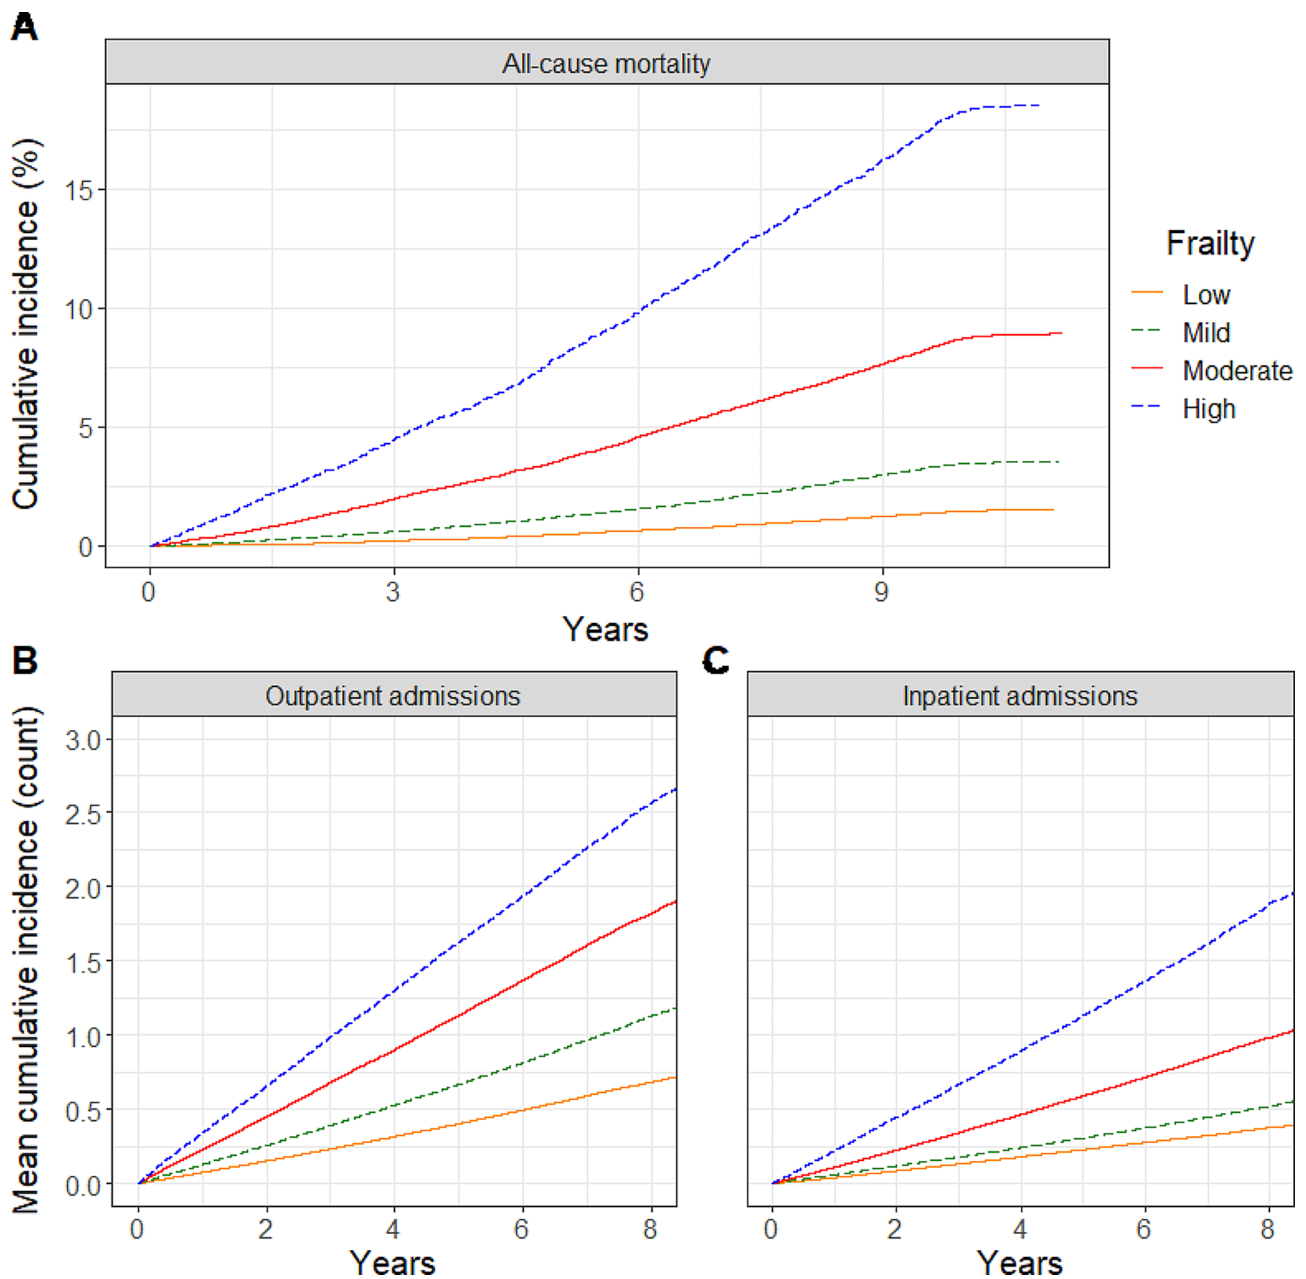 A
All-cause mortality
Cumulative incidence (%)
15
10
5
0
0 3 6 9
Years
Frailty
Low
Mild
Moderate
High
B
Outpatient admissions
Mean cumulative incidence (count)
3.0
2.5
2.0
1.5
1.0
0.5
0.0
0 2 4 6 8
Years
C
Inpatient admissions
0 2 4 6 8
Years